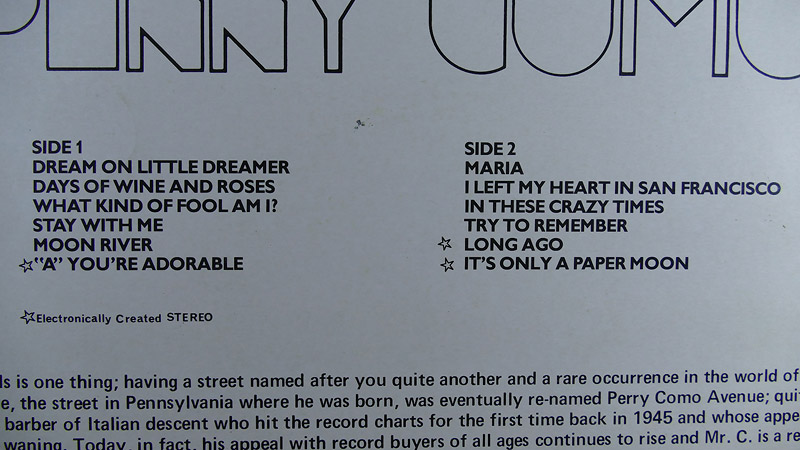 PERRY COMO
SIDE 1
DREAM ON LITTLE DREAMER
DAYS OF WINE AND ROSES
WHAT KIND OF FOOL AM I?
STAY WITH ME
MOON RIVER
☆"A" YOU'RE ADORABLE
☆Electronically Created STEREO
SIDE 2
MARIA
I LEFT MY HEART IN SAN FRANCISCO
IN THESE CRAZY TIMES
TRY TO REMEMBER
☆ LONG AGO
☆ IT'S ONLY A PAPER MOON
ls is one thing; having a street named after you quite another and a rare occurrence in the world of
e, the street in Pennsylvania where he was born, was eventually re-named Perry Como Avenue; qui
barber of Italian descent who hit the record charts for the first time back in 1945 and whose appe
waning. Today, in fact, his appeal with record buyers of all ages continues to rise and Mr. C. is a re